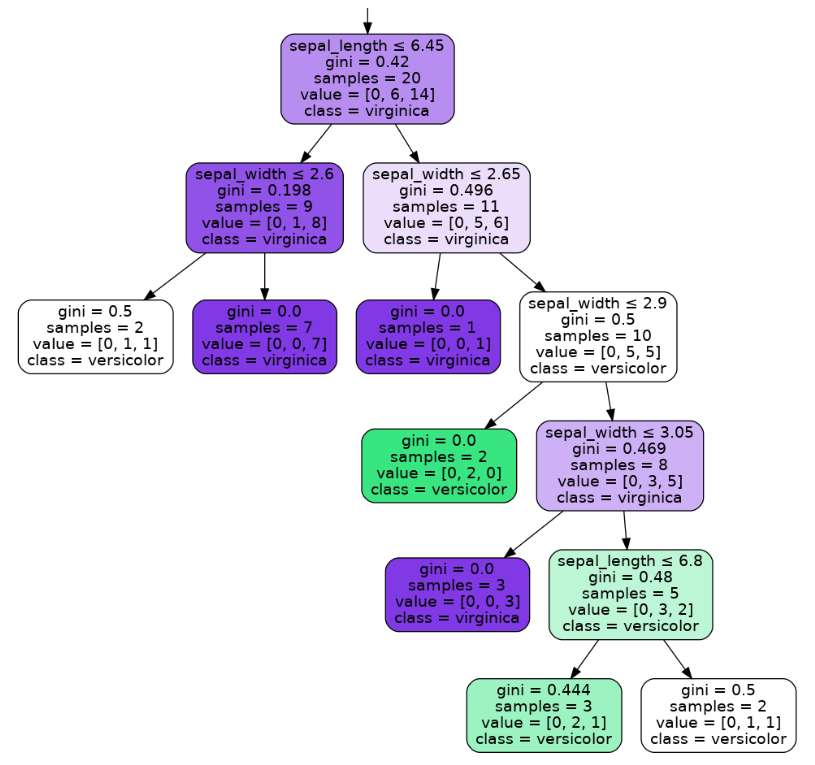 sepal_length ≤ 6.45
gini = 0.42
samples = 20
value = [0, 6, 14]
class = virginica
sepal_width ≤ 2.6
gini = 0.198
samples = 9
value = [0, 1, 8]
class = virginica
sepal_width ≤ 2.65
gini = 0.496
samples = 11
value = [0, 5, 6]
class = virginica
gini = 0.5
samples = 2
value = [0, 1, 1]
class = versicolor
gini = 0.0
samples = 7
value = [0, 0, 7]
class = virginica
gini = 0.0
samples = 1
value = [0, 0, 1]
class = virginica
sepal_width ≤ 2.9
gini = 0.5
samples = 10
value = [0, 5, 5]
class = versicolor
gini = 0.0
samples = 2
value = [0, 2, 0]
class = versicolor
sepal_width ≤ 3.05
gini = 0.469
samples = 8
value = [0, 3, 5]
class = virginica
gini = 0.0
samples = 3
value = [0, 0, 3]
class = virginica
sepal_length ≤ 6.8
gini = 0.48
samples = 5
value = [0, 3, 2]
class = versicolor
gini = 0.444
samples = 3
value = [0, 2, 1]
class = versicolor
gini = 0.5
samples = 2
value = [0, 1, 1]
class = versicolor